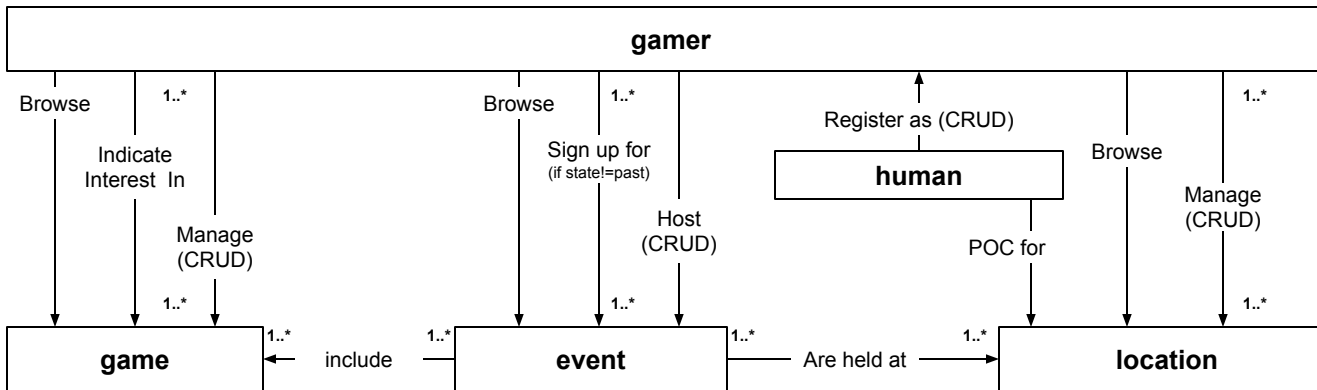 gamer
Browse
1..*
Indicate
Interest In
Manage
(CRUD)
1..*
Browse
1..*
Sign up for
(if state!=past)
Host
(CRUD)
1..*
Register as (CRUD)
human
POC for
Browse
1..*
Manage
(CRUD)
1..*
game
1..*
include
1..*
event
1..*
Are held at
1..*
location